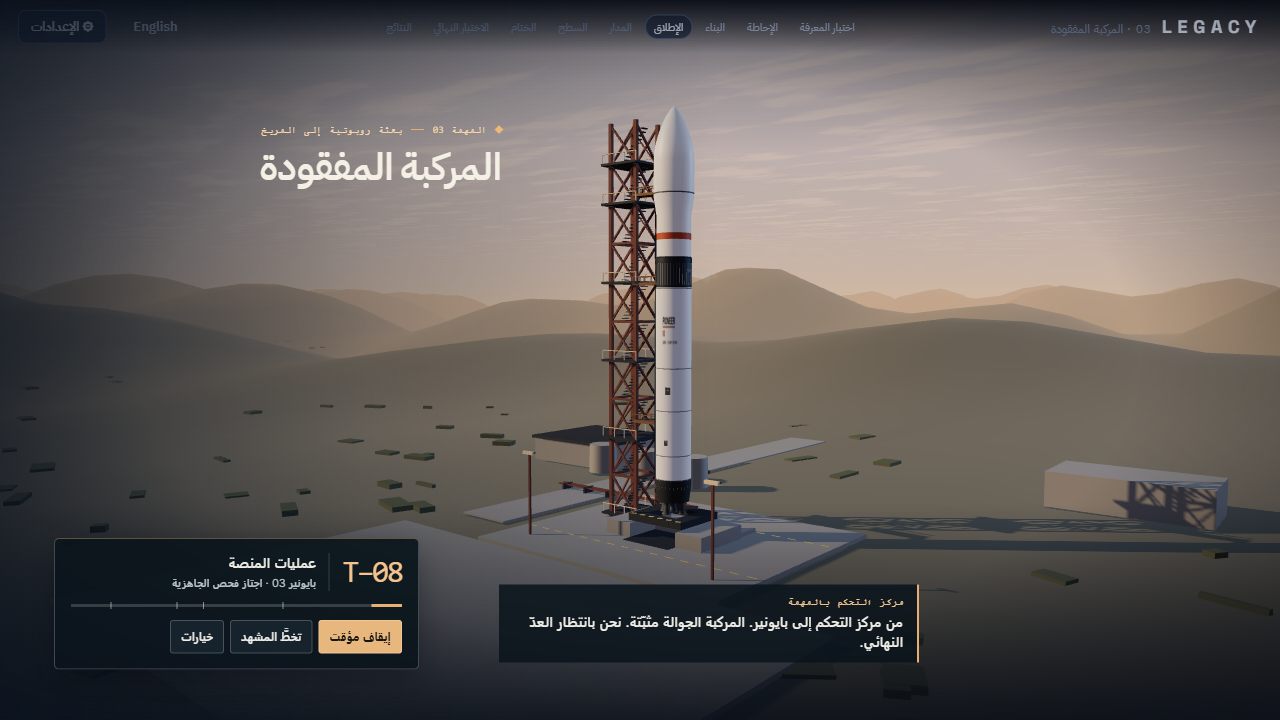 LEGACY
03 · المركبة المفقودة
اختبار المعرفة
الإحاطة
البناء
الإطلاق
المدار
السطح
الختام
الاختبار النهائي
النتائج
English
⚙ الإعدادات
◆ المهمة 03 — بعثة روبوتية إلى المريخ
المركبة المفقودة
PIONEER
T−08
عمليات المنصة
بايونير 03 · اجتاز فحص الجاهزية
إيقاف مؤقت
تخطَّ المشهد
خيارات
مركز التحكم بالمهمة
من مركز التحكم إلى بايونير. المركبة الجوالة مثبّتة. نحن بانتظار العدّ
النهائي.